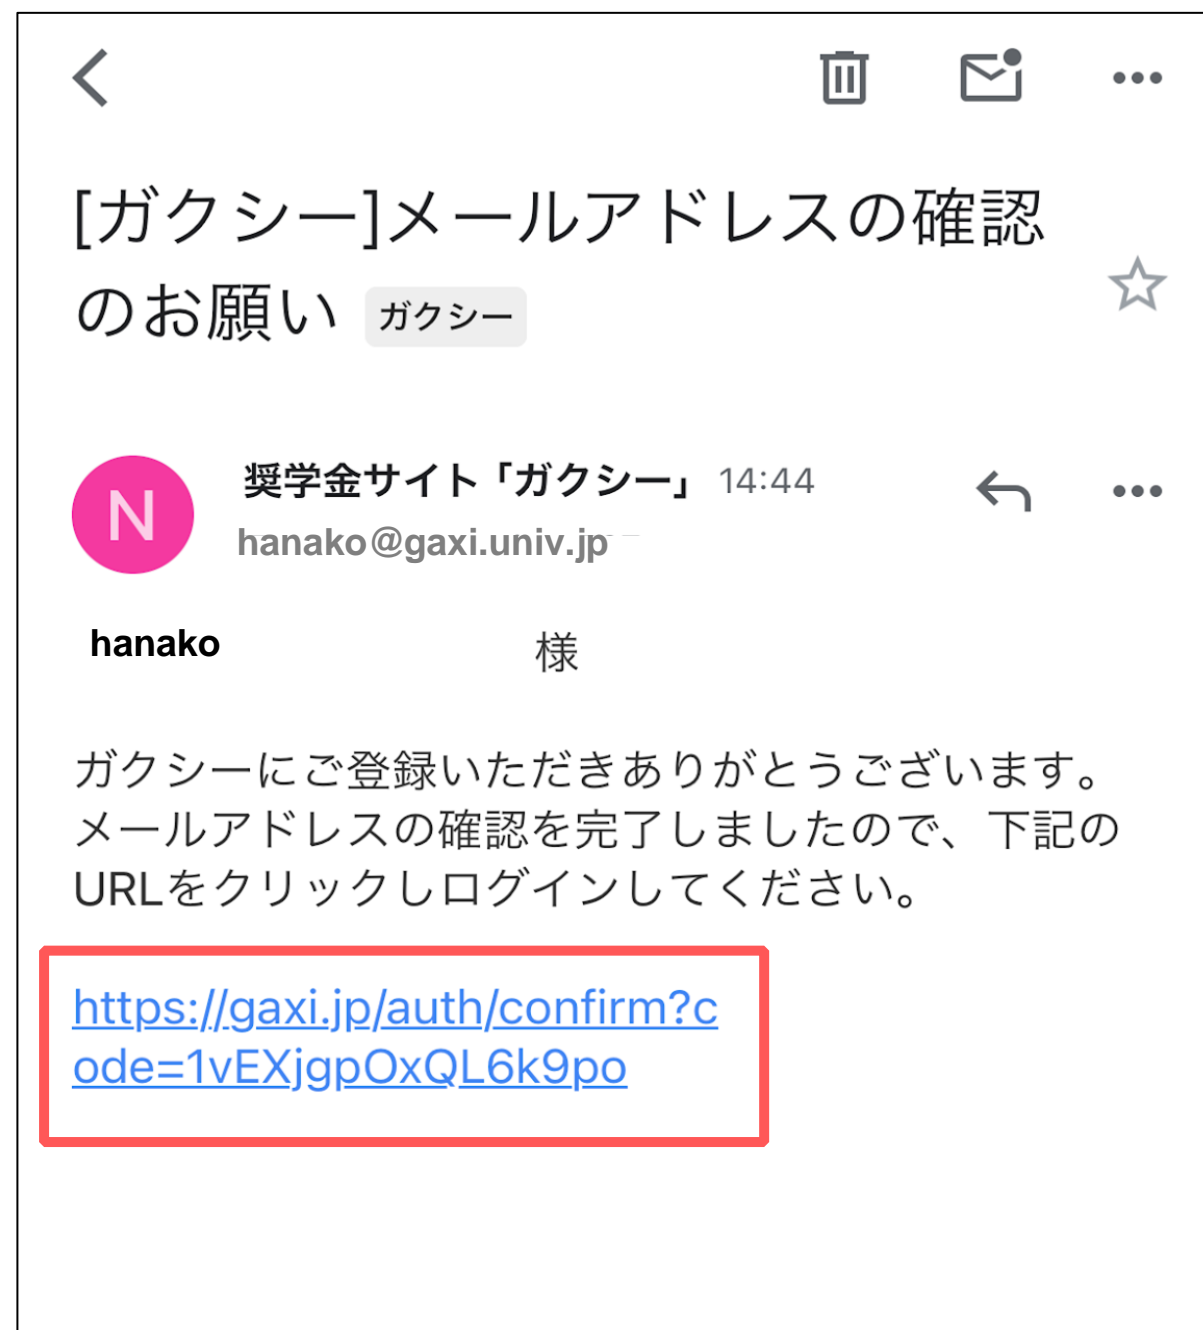 [ガクシー]メールアドレスの確認
のお願い ガクシー
N
奨学金サイト「ガクシー」 14:44
hanako@gaxi.univ.jp
hanako 様
ガクシーにご登録いただきありがとうございます。
メールアドレスの確認を完了しましたので、下記の
URLをクリックしログインしてください。
https://gaxi.jp/auth/confirm?c
ode=1vEXjgpOxQL6k9po